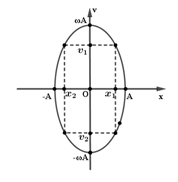 v
ωA
v₁
-A x₂ O x₁ A x
v₂
-ωA